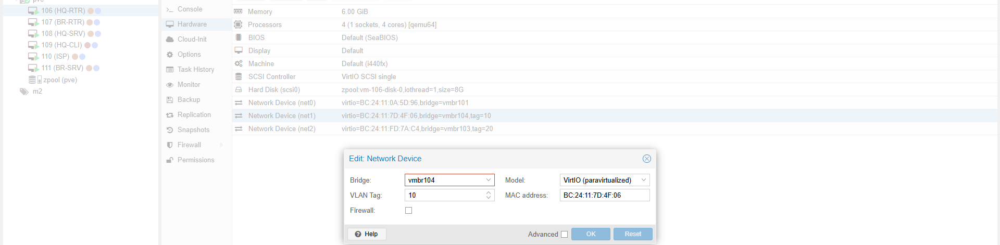 pve
106 (HQ-RTR)
107 (BR-RTR)
108 (HQ-SRV)
109 (HQ-CLI)
110 (ISP)
111 (BR-SRV)
zpool (pve)
m2
Console
Hardware
Cloud-Init
Options
Task History
Monitor
Backup
Replication
Snapshots
Firewall
Permissions
Memory 6.00 GiB
Processors 4 (1 sockets, 4 cores) [qemu64]
BIOS Default (SeaBIOS)
Display Default
Machine Default (i440fx)
SCSI Controller VirtIO SCSI single
Hard Disk (scsi0) zpool:vm-106-disk-0,iothread=1,size=8G
Network Device (net0) virtio=BC:24:11:0A:5D:96,bridge=vmbr101
Network Device (net1) virtio=BC:24:11:7D:4F:06,bridge=vmbr104,tag=10
Network Device (net2) virtio=BC:24:11:FD:7A:C4,bridge=vmbr103,tag=20
Edit: Network Device
Bridge: vmbr104 Model: VirtIO (paravirtualized)
VLAN Tag: 10 MAC address: BC:24:11:7D:4F:06
Firewall:
Help Advanced OK Reset